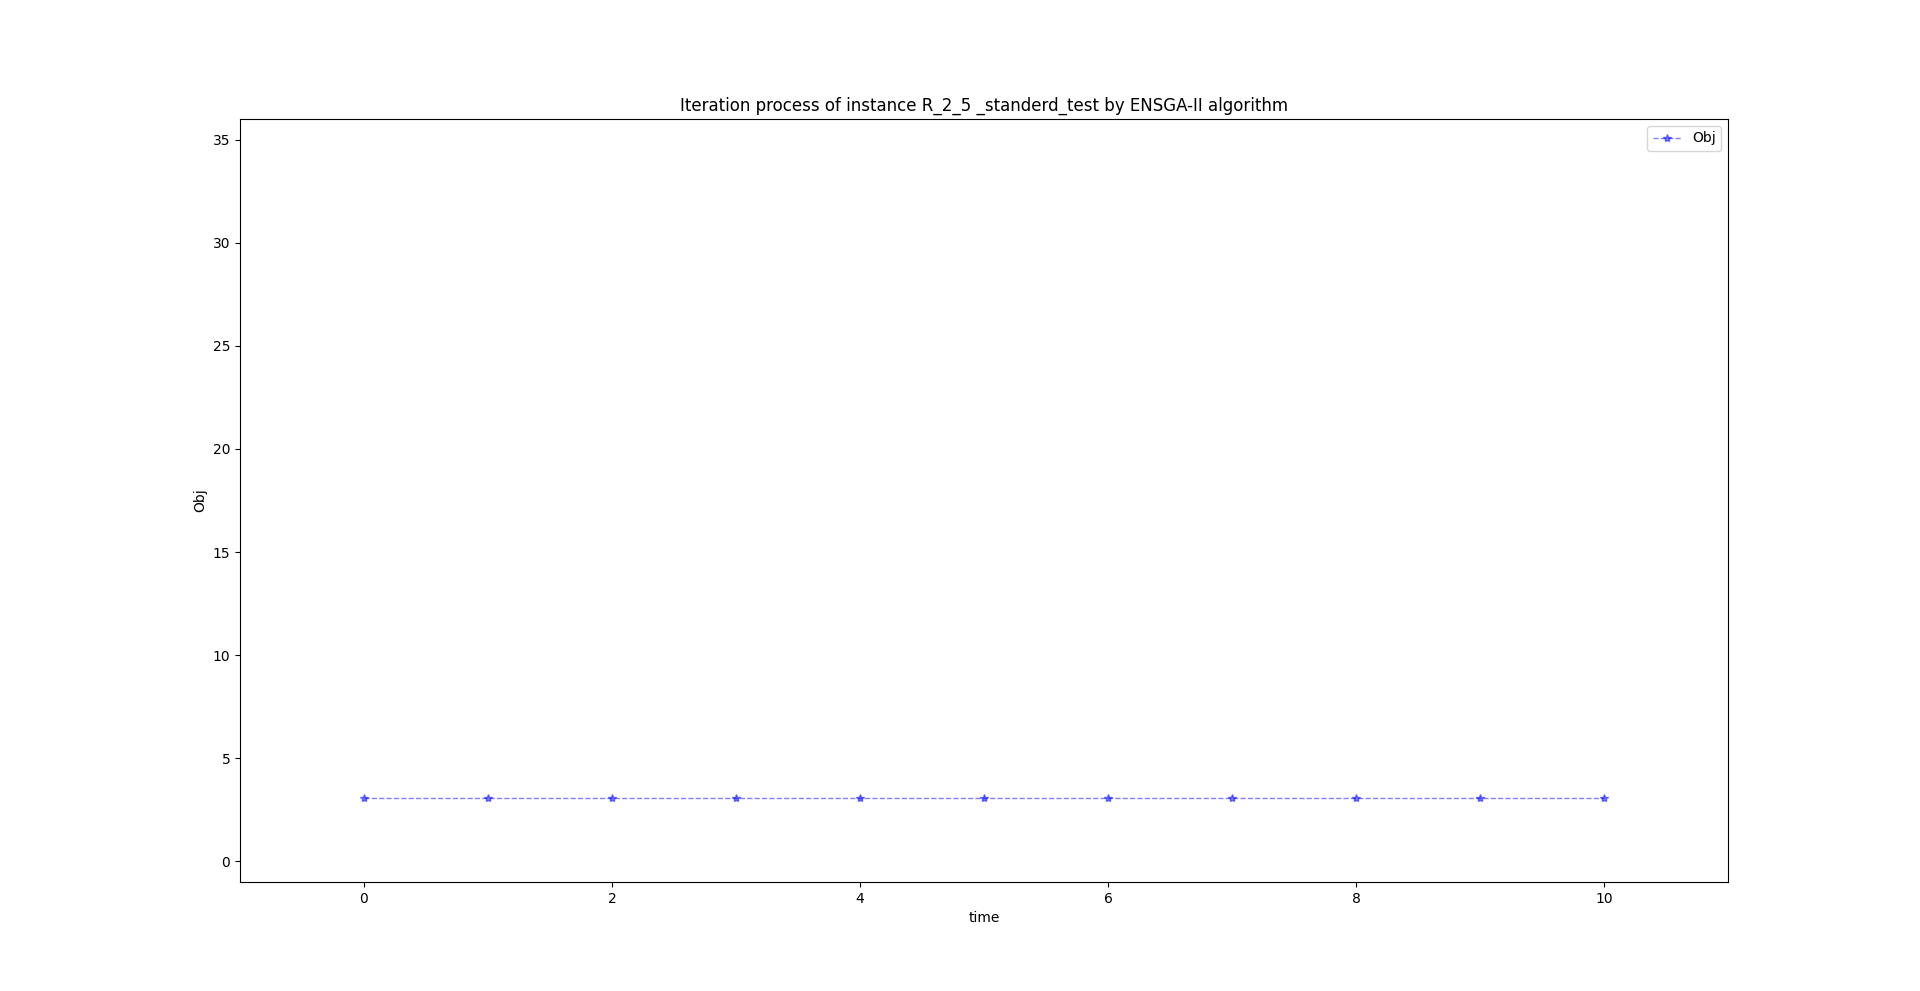 Iteration process of instance R_2_5 _standerd_test by ENSGA-II algorithm
Obj
35
30
25
20
15
10
5
0
Obj
0 2 4 6 8 10
time